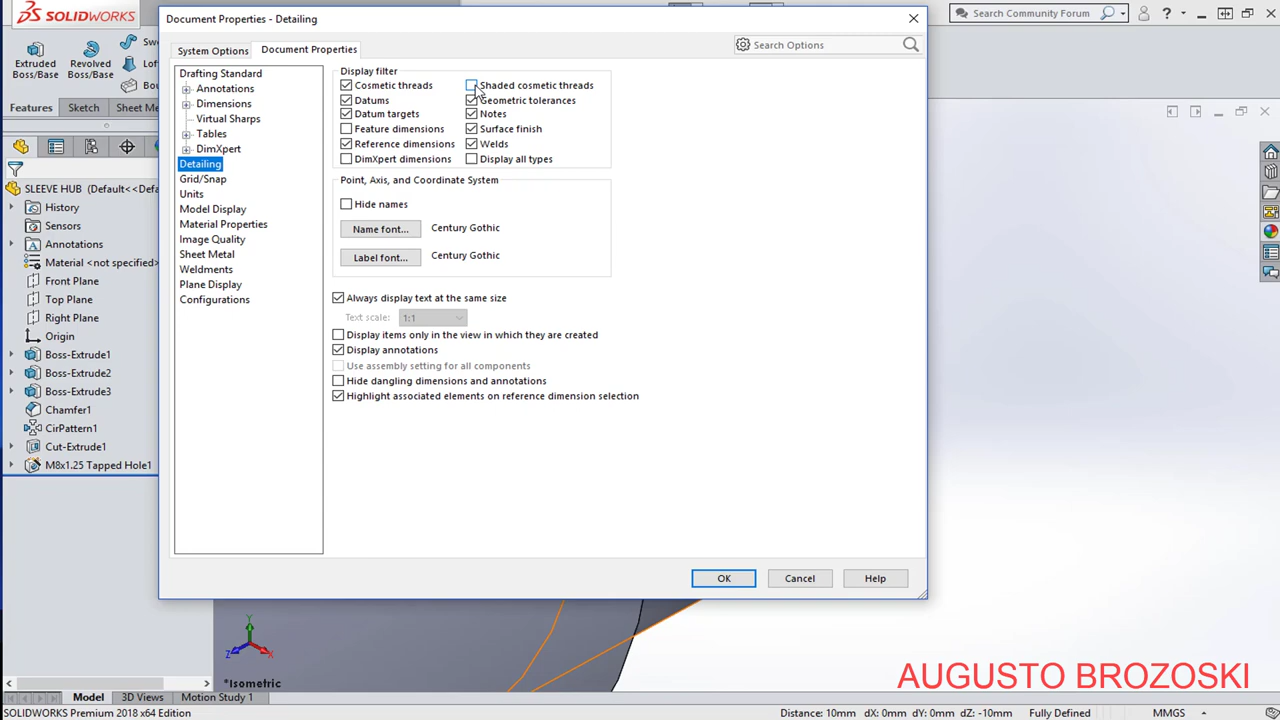 SOLIDWORKS
Document Properties - Detailing
Search Community Forum
Extruded
Boss/Base
Revolved
Boss/Base
Features
Sketch
Sheet Me
System Options
Document Properties
Search Options
Drafting Standard
Annotations
Dimensions
Virtual Sharps
Tables
DimXpert
Detailing
Grid/Snap
Units
Model Display
Material Properties
Image Quality
Sheet Metal
Weldments
Plane Display
Configurations
Display filter
Cosmetic threads
Shaded cosmetic threads
Datums
Geometric tolerances
Datum targets
Notes
Feature dimensions
Surface finish
Reference dimensions
Welds
DimXpert dimensions
Display all types
Point, Axis, and Coordinate System
Hide names
Name font...
Century Gothic
Label font...
Century Gothic
Always display text at the same size
Text scale:
1:1
Display items only in the view in which they are created
Display annotations
Use assembly setting for all components
Hide dangling dimensions and annotations
Highlight associated elements on reference dimension selection
OK
Cancel
Help
SLEEVE HUB (Default<<Defa
History
Sensors
Annotations
Material <not specified>
Front Plane
Top Plane
Right Plane
Origin
Boss-Extrude1
Boss-Extrude2
Boss-Extrude3
Chamfer1
CirPattern1
Cut-Extrude1
M8x1.25 Tapped Hole1
Y
Z
X
*Isometric
AUGUSTO BROZOSKI
Model
3D Views
Motion Study 1
SOLIDWORKS Premium 2018 x64 Edition
Distance: 10mm dX: 0mm dY: 0mm dZ: -10mm
Fully Defined
MMGS